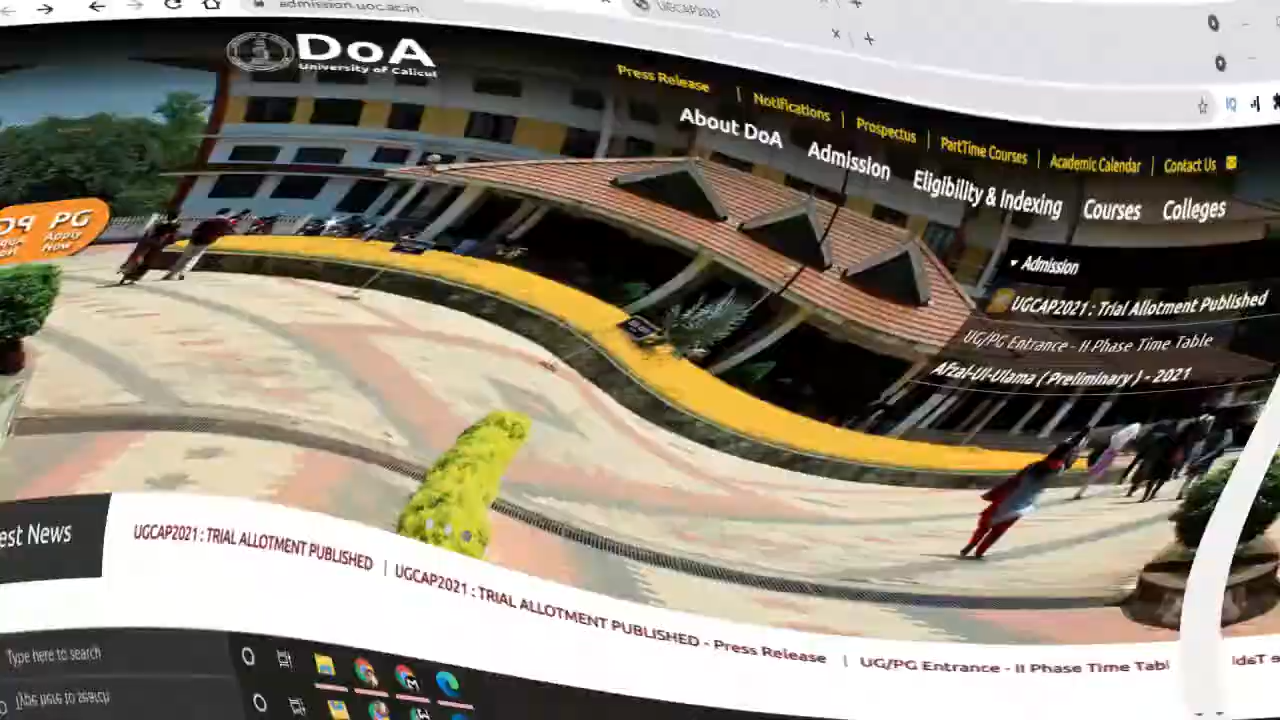 admission.uoc.ac.in
UGCAP2021
DoA
University of Calicut
Press Release | Notifications | Prospectus | PartTime Courses | Academic Calendar | Contact Us
About DoA Admission Eligibility & Indexing Courses Colleges
PG
Apply
Now
Admission
UGCAP2021 : Trial Allotment Published
UG/PG Entrance - II Phase Time Table
Afzal-Ul-Ulama ( Preliminary ) - 2021
est News
UGCAP2021 : TRIAL ALLOTMENT PUBLISHED | UGCAP2021 : TRIAL ALLOTMENT PUBLISHED - Press Release | UG/PG Entrance - II Phase Time Tabl
Type here to search